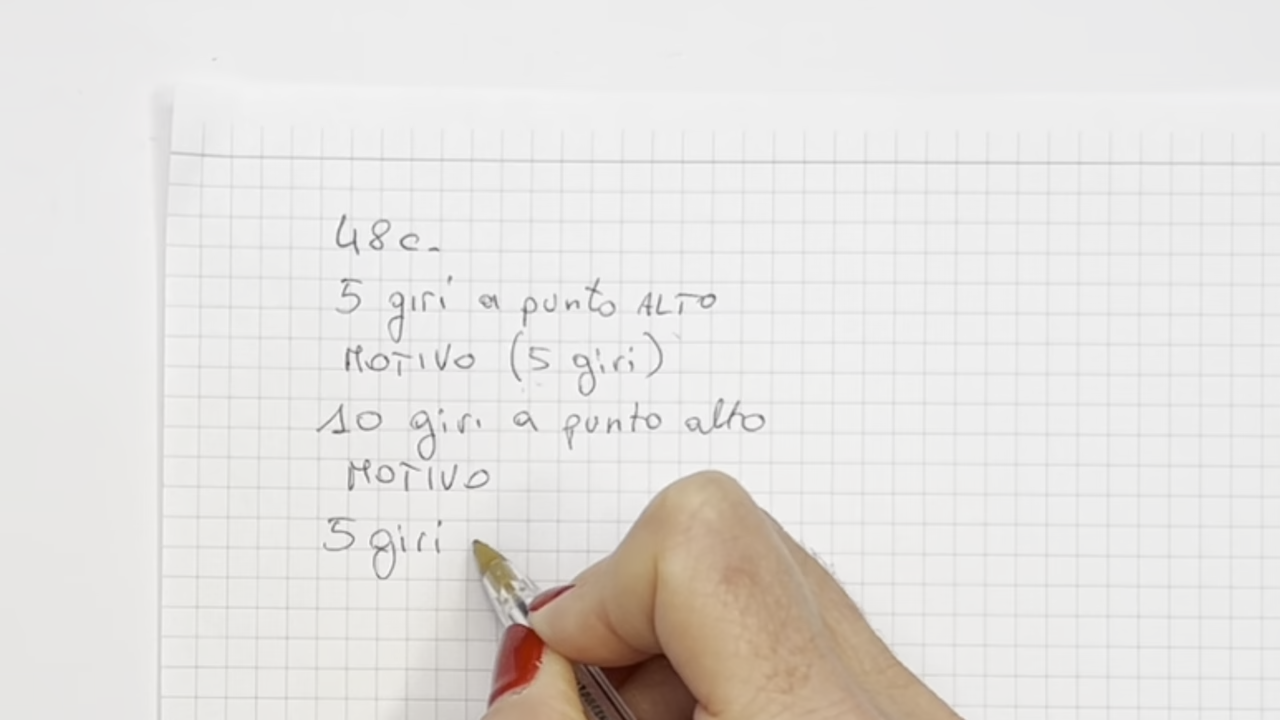 48c.
5 giri a punto ALTO
MOTIVO (5 giri)
10 giri a punto alto
MOTIVO
5 giri